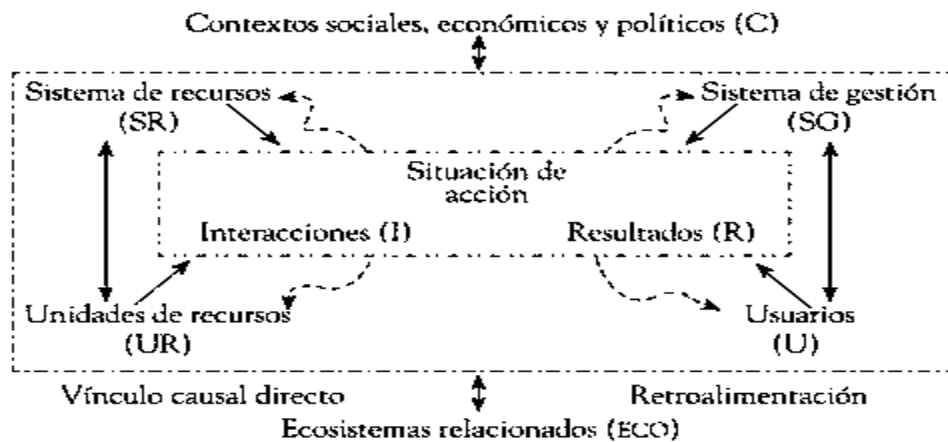 Contextos sociales, económicos y políticos (C)
Sistema de recursos
(SR)
Sistema de gestión
(SG)
Situación de
acción
Interacciones (I)
Resultados (R)
Unidades de recursos
(UR)
Usuarios
(U)
Vínculo causal directo
Retroalimentación
Ecosistemas relacionados (ECO)